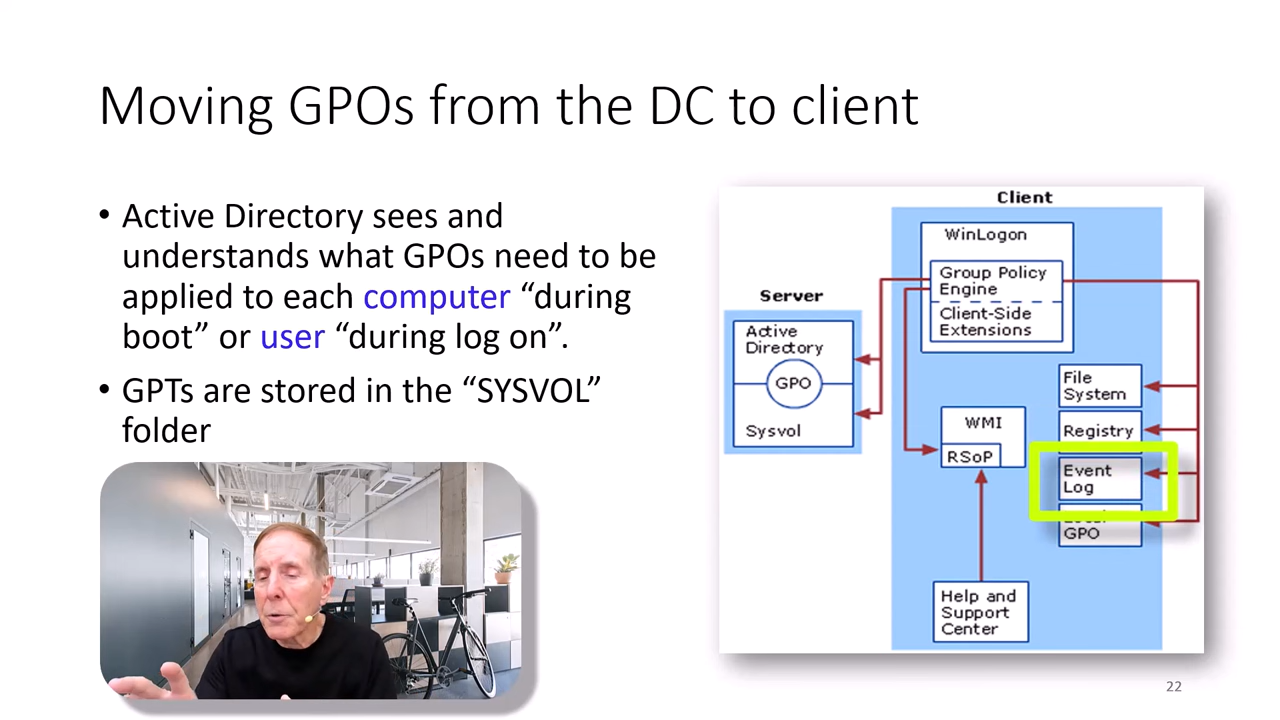 Moving GPOs from the DC to client
• Active Directory sees and
understands what GPOs need to be
applied to each computer “during
boot” or user “during log on”.
• GPTs are stored in the “SYSVOL”
folder
Client
WinLogon
Group Policy
Engine
Client-Side
Extensions
Server
Active
Directory
GPO
Sysvol
File
System
WMI
RSoP
Registry
Event
Log
Local
GPO
Help and
Support
Center
22